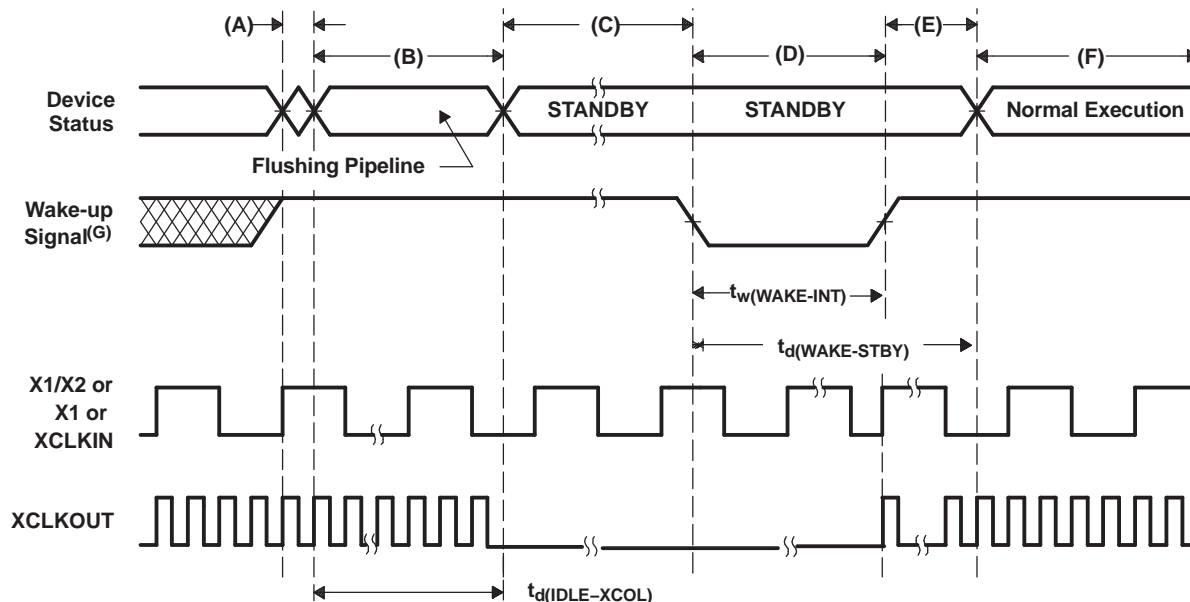 (A)
(C)
(E)
(B)
(D)
(F)
Device
Status
STANDBY
STANDBY
Normal Execution
Flushing Pipeline
Wake-up
Signal(G)
tw(WAKE-INT)
td(WAKE-STBY)
X1/X2 or
X1 or
XCLKIN
XCLKOUT
td(IDLE–XCOL)